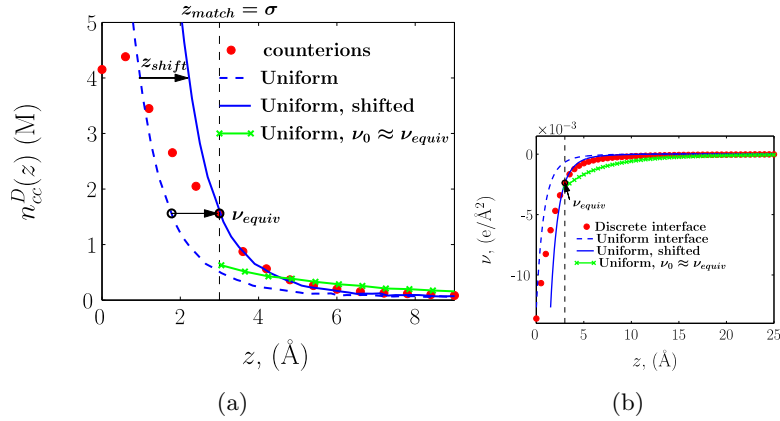 z_match = σ
n^D_cc(z) (M)
5
4
3
2
1
0
z_shift
counterions
Uniform
Uniform, shifted
Uniform, ν_0 ≈ ν_equiv
ν_equiv
0 2 4 6 8
z, (Å)
(a)
×10^−3
ν, (e/Å^2)
0
-5
-10
ν_equiv
Discrete interface
Uniform interface
Uniform, shifted
Uniform, ν_0 ≈ ν_equiv
0 5 10 15 20 25
z, (Å)
(b)